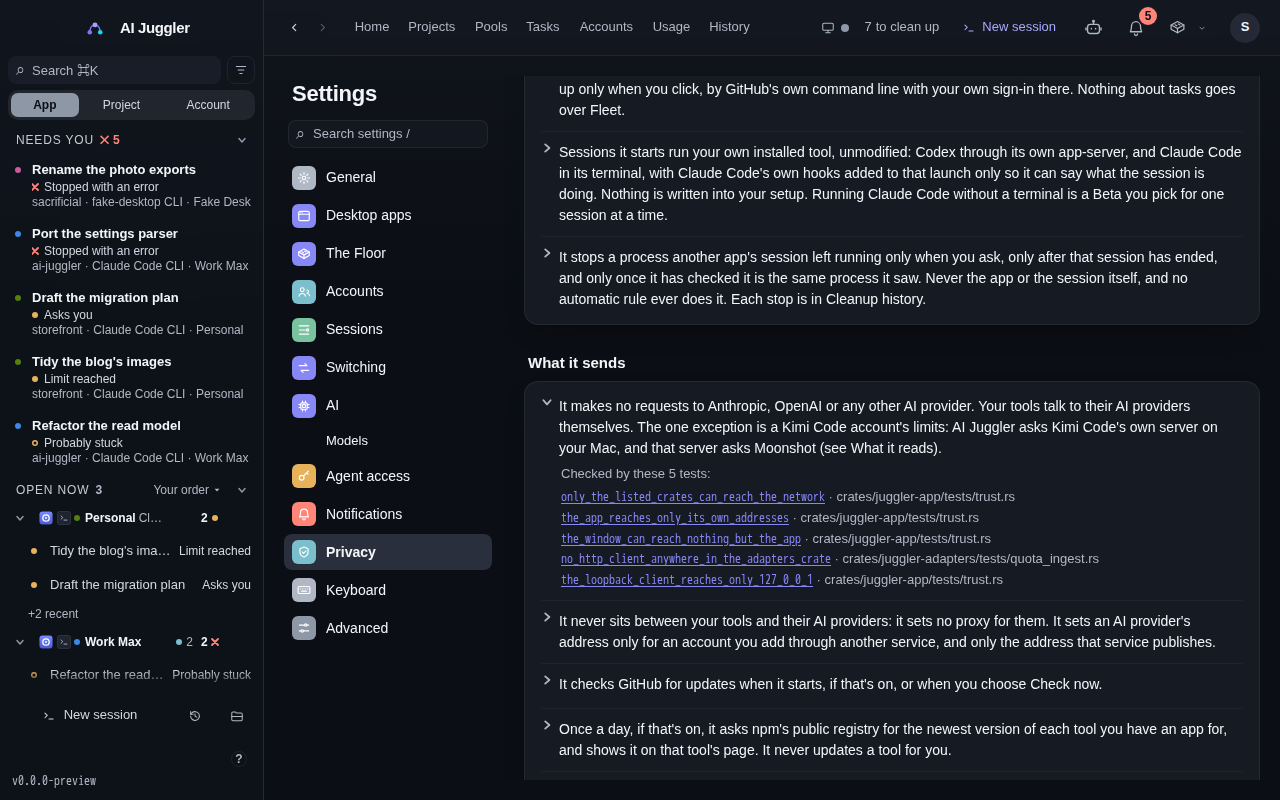 AI Juggler
Search ⌘K
App Project Account
NEEDS YOU 5
Rename the photo exports
Stopped with an error
sacrificial · fake-desktop CLI · Fake Desk
Port the settings parser
Stopped with an error
ai-juggler · Claude Code CLI · Work Max
Draft the migration plan
Asks you
storefront · Claude Code CLI · Personal
Tidy the blog's images
Limit reached
storefront · Claude Code CLI · Personal
Refactor the read model
Probably stuck
ai-juggler · Claude Code CLI · Work Max
OPEN NOW 3 Your order
Personal Cl… 2
Tidy the blog's ima… Limit reached
Draft the migration plan Asks you
+2 recent
Work Max 2 2
Refactor the read… Probably stuck
New session
?
v0.0.0-preview
Home Projects Pools Tasks Accounts Usage History
7 to clean up
New session
5
S
Settings
Search settings /
General
Desktop apps
The Floor
Accounts
Sessions
Switching
AI
Models
Agent access
Notifications
Privacy
Keyboard
Advanced
up only when you click, by GitHub's own command line with your own sign-in there. Nothing about tasks goes
over Fleet.
Sessions it starts run your own installed tool, unmodified: Codex through its own app-server, and Claude Code
in its terminal, with Claude Code's own hooks added to that launch only so it can say what the session is
doing. Nothing is written into your setup. Running Claude Code without a terminal is a Beta you pick for one
session at a time.
It stops a process another app's session left running only when you ask, only after that session has ended,
and only once it has checked it is the same process it saw. Never the app or the session itself, and no
automatic rule ever does it. Each stop is in Cleanup history.
What it sends
It makes no requests to Anthropic, OpenAI or any other AI provider. Your tools talk to their AI providers
themselves. The one exception is a Kimi Code account's limits: AI Juggler asks Kimi Code's own server on
your Mac, and that server asks Moonshot (see What it reads).
Checked by these 5 tests:
only_the_listed_crates_can_reach_the_network · crates/juggler-app/tests/trust.rs
the_app_reaches_only_its_own_addresses · crates/juggler-app/tests/trust.rs
the_window_can_reach_nothing_but_the_app · crates/juggler-app/tests/trust.rs
no_http_client_anywhere_in_the_adapters_crate · crates/juggler-adapters/tests/quota_ingest.rs
the_loopback_client_reaches_only_127_0_0_1 · crates/juggler-app/tests/trust.rs
It never sits between your tools and their AI providers: it sets no proxy for them. It sets an AI provider's
address only for an account you add through another service, and only the address that service publishes.
It checks GitHub for updates when it starts, if that's on, or when you choose Check now.
Once a day, if that's on, it asks npm's public registry for the newest version of each tool you have an app for,
and shows it on that tool's page. It never updates a tool for you.